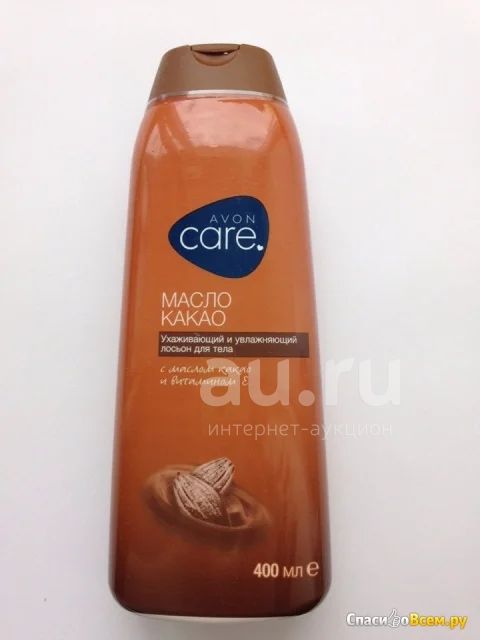 AVON
care
МАСЛО
КАКАО
Ухаживающий и увлажняющий
лосьон для тела
с маслом какао
и витамином Е
au.ru
интернет-аукцион
400 мл e
СпасибоВсем.ру